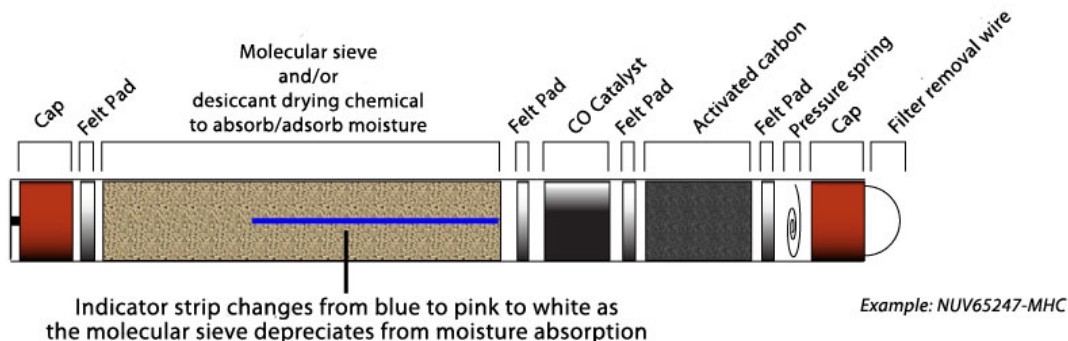 Cap
Felt Pad
Molecular sieve
and/or
desiccant drying chemical
to absorb/adsorb moisture
Felt Pad
CO Catalyst
Felt Pad
Activated carbon
Felt Pad
Pressure spring
Cap
Filter removal wire
Indicator strip changes from blue to pink to white as
the molecular sieve depreciates from moisture absorption
Example: NUV65247-MHC